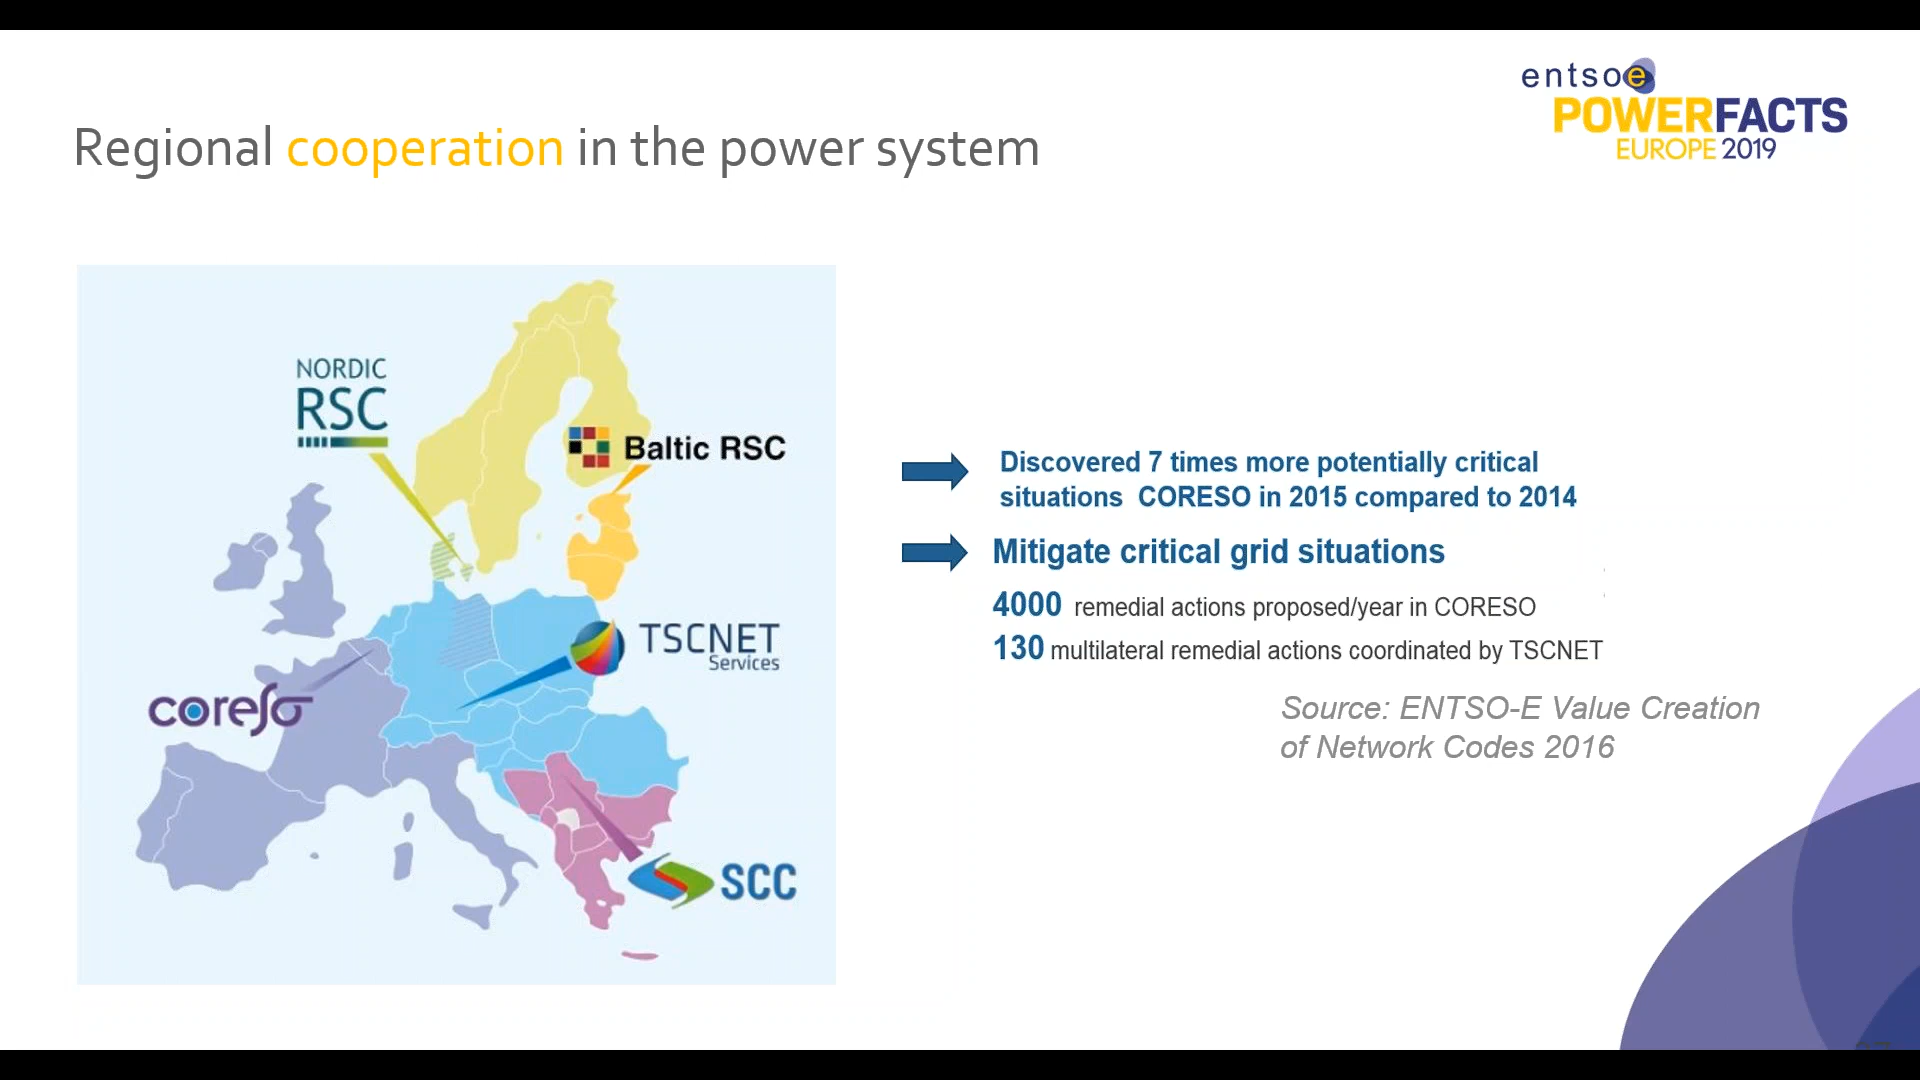 entsoe
POWERFACTS
EUROPE 2019
Regional cooperation in the power system
NORDIC
RSC
Baltic RSC
TSCNET
Services
coreso
SCC
Discovered 7 times more potentially critical
situations CORESO in 2015 compared to 2014
Mitigate critical grid situations
4000 remedial actions proposed/year in CORESO
130 multilateral remedial actions coordinated by TSCNET
Source: ENTSO-E Value Creation
of Network Codes 2016